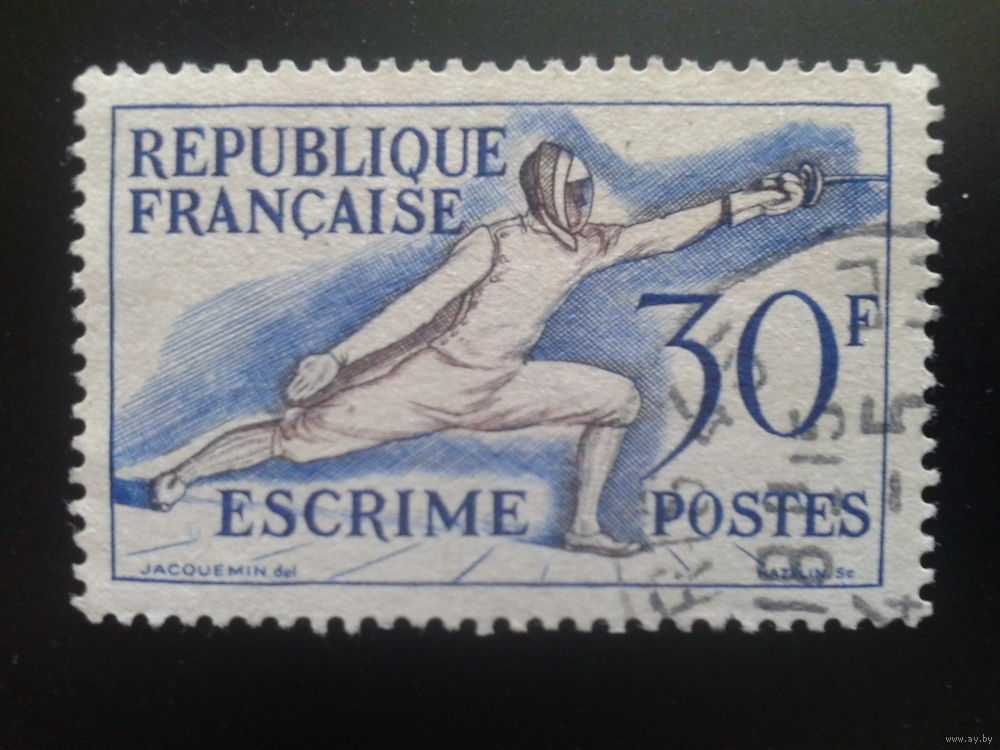 REPUBLIQUE
FRANÇAISE
30F
ESCRIME
POSTES
JACQUEMIN del
www.ay.by